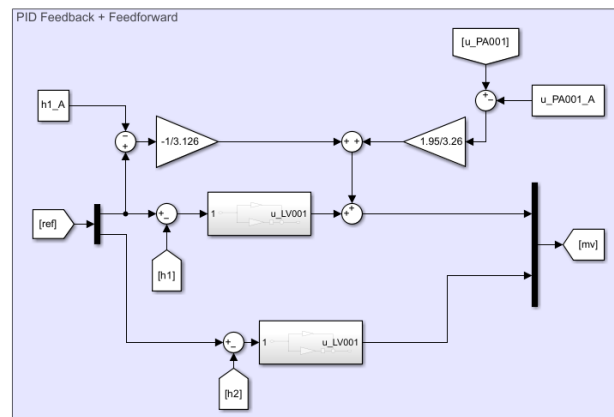 PID Feedback + Feedforward
[u_PA001]
h1_A
u_PA001_A
-1/3.126
1.95/3.26
[ref]
1
u_LV001
[h1]
[mv]
1
u_LV001
[h2]